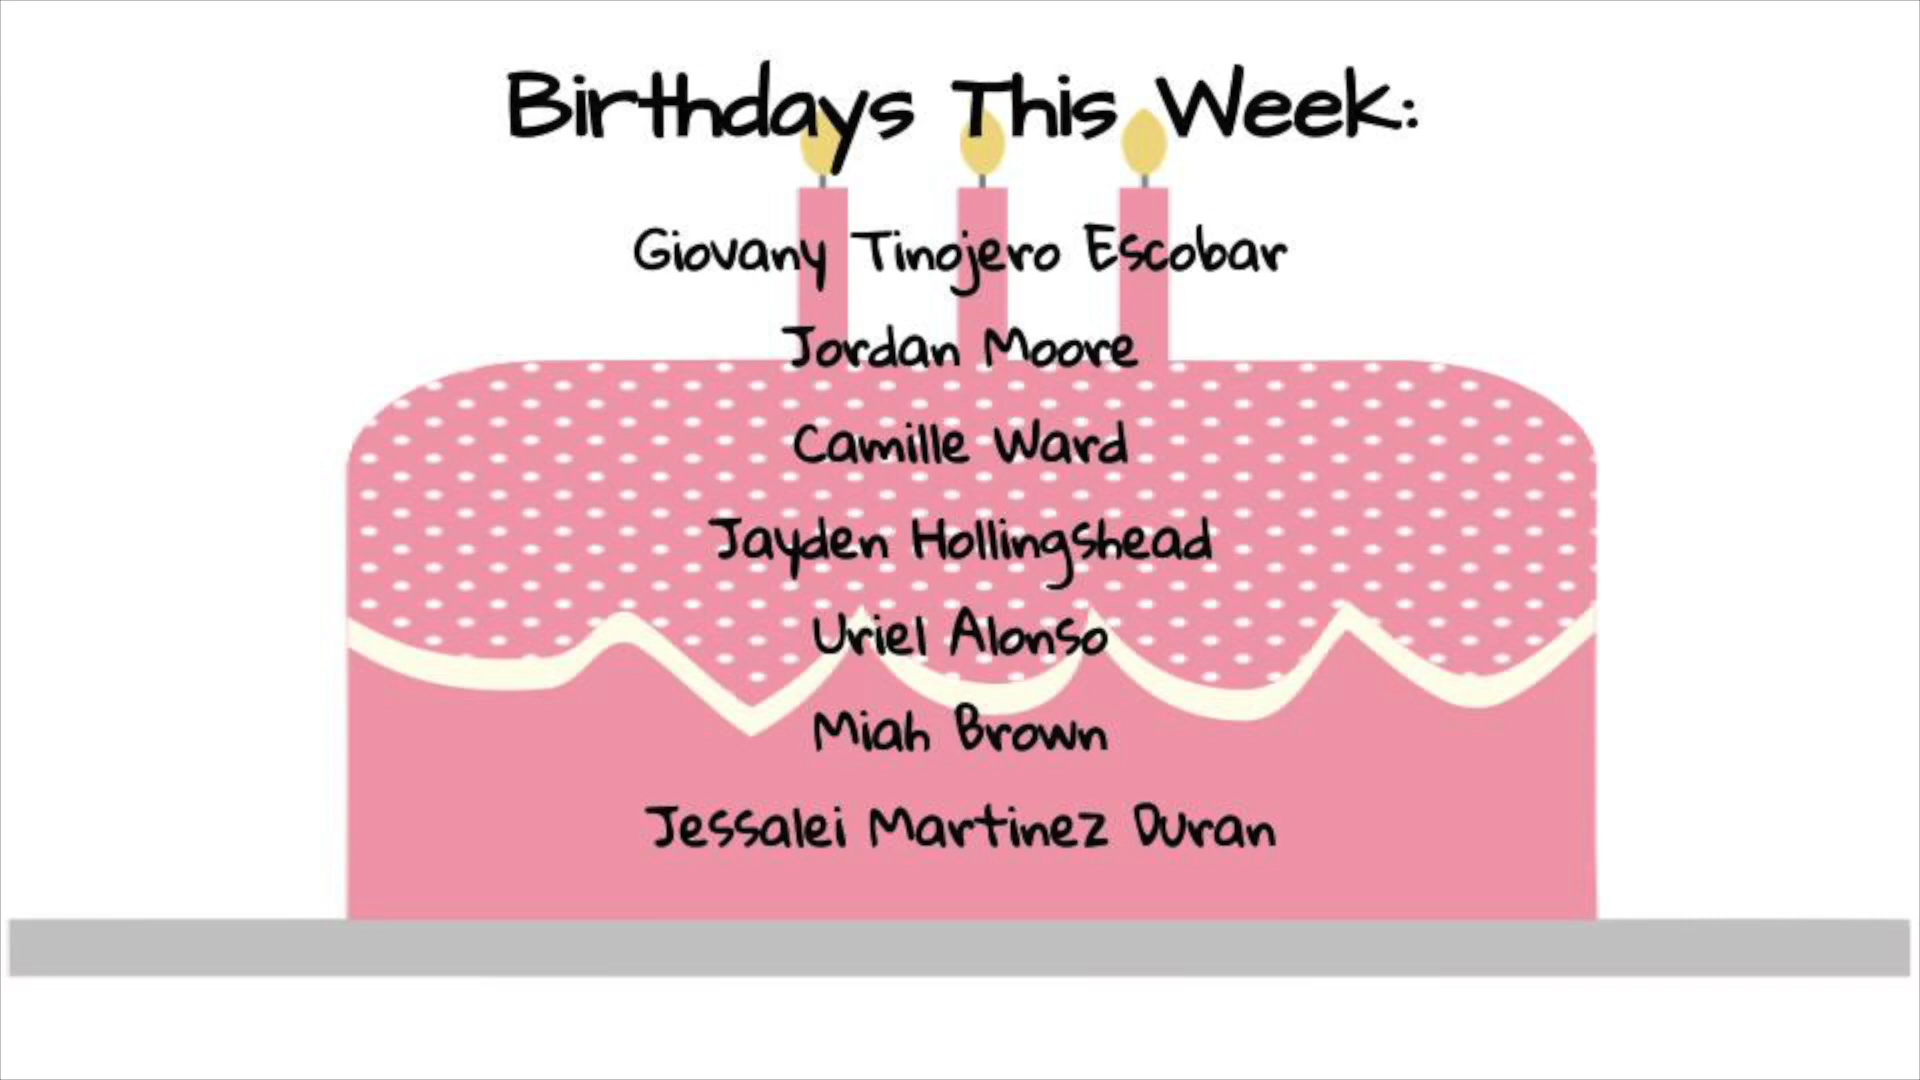 Birthdays This Week:
Giovany Tinojero Escobar
Jordan Moore
Camille Ward
Jayden Hollingshead
Uriel Alonso
Miah Brown
Jessalei Martinez Duran